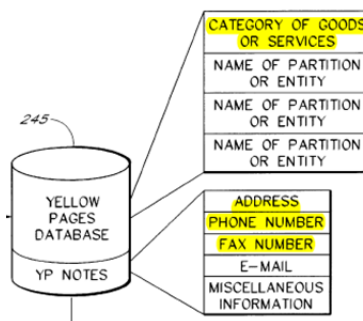 CATEGORY OF GOODS
OR SERVICES
NAME OF PARTITION
OR ENTITY
NAME OF PARTITION
OR ENTITY
NAME OF PARTITION
OR ENTITY
245
YELLOW
PAGES
DATABASE
YP NOTES
ADDRESS
PHONE NUMBER
FAX NUMBER
E-MAIL
MISCELLANEOUS
INFORMATION